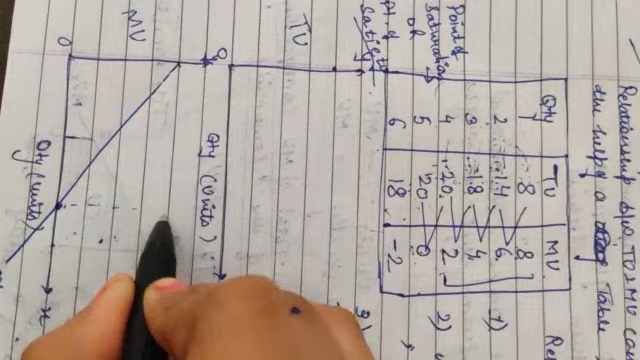 Relationship b/w TU & MU can
the help of a Table
Qty TU MU
1 8 8
2 14 6
3 18 4
4 20 2
5 20 0
6 18 -2
Point of
Saturation
or
Pt of
Satiety
1)
2)
3)
TU
O
Qty (Units)
MU
O
Qty (units)
x